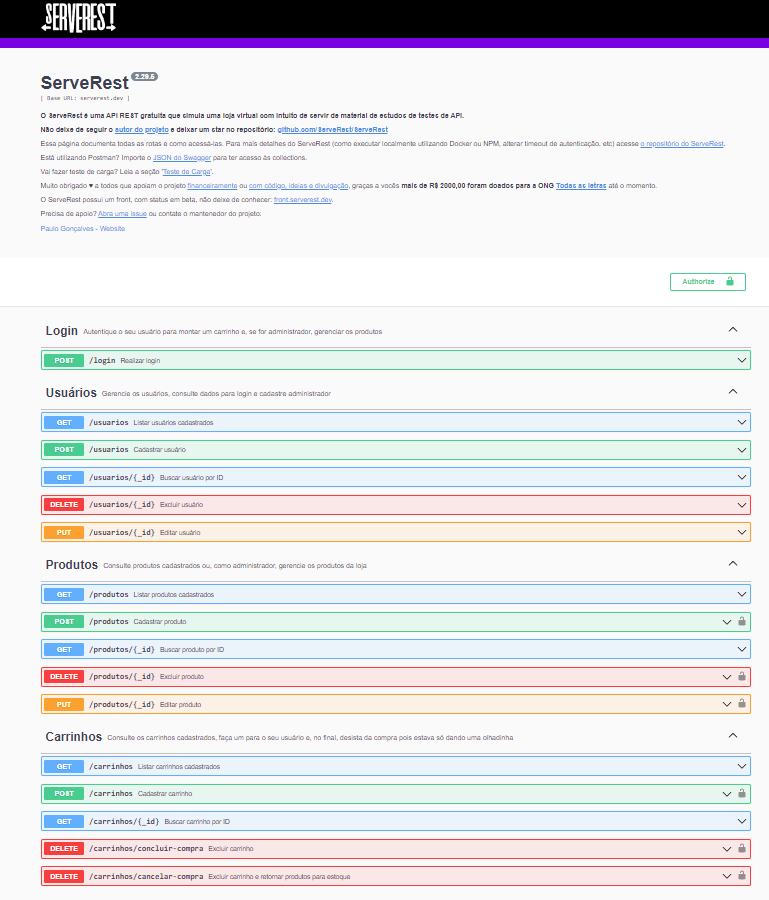 SERVEREST
ServeRest 2.29.5
[ Base URL: serverest.dev ]
O ServeRest é uma API REST gratuita que simula uma loja virtual com intuito de servir de material de estudos de testes de API.
Não deixe de seguir o autor do projeto e deixar um star no repositório: github.com/ServeRest/ServeRest
Essa página documenta todas as rotas e como acessá-las. Para mais detalhes do ServeRest (como executar localmente utilizando Docker ou NPM, alterar timeout de autenticação, etc) acesse o repositório do ServeRest.
Está utilizando Postman? Importe o JSON do Swagger para ter acesso às collections.
Vai fazer teste de carga? Leia a seção 'Teste de Carga'.
Muito obrigado ♥ a todos que apoiam o projeto financeiramente ou com código, ideias e divulgação, graças a vocês mais de R$ 2000,00 foram doados para a ONG Todas as letras até o momento.
O ServeRest possui um front, com status em beta, não deixe de conhecer: front.serverest.dev.
Precisa de apoio? Abra uma issue ou contate o mantenedor do projeto:
Paulo Gonçalves - Website
Authorize
Login Autentique o seu usuário para montar um carrinho e, se for administrador, gerenciar os produtos
POST /login Realizar login
Usuários Gerencie os usuários, consulte dados para login e cadastre administrador
GET /usuarios Listar usuários cadastrados
POST /usuarios Cadastrar usuário
GET /usuarios/{_id} Buscar usuário por ID
DELETE /usuarios/{_id} Excluir usuário
PUT /usuarios/{_id} Editar usuário
Produtos Consulte produtos cadastrados ou, como administrador, gerencie os produtos da loja
GET /produtos Listar produtos cadastrados
POST /produtos Cadastrar produto
GET /produtos/{_id} Buscar produto por ID
DELETE /produtos/{_id} Excluir produto
PUT /produtos/{_id} Editar produto
Carrinhos Consulte os carrinhos cadastrados, faça um para o seu usuário e, no final, desista da compra pois estava só dando uma olhadinha
GET /carrinhos Listar carrinhos cadastrados
POST /carrinhos Cadastrar carrinho
GET /carrinhos/{_id} Buscar carrinho por ID
DELETE /carrinhos/concluir-compra Excluir carrinho
DELETE /carrinhos/cancelar-compra Excluir carrinho e retornar produtos para estoque